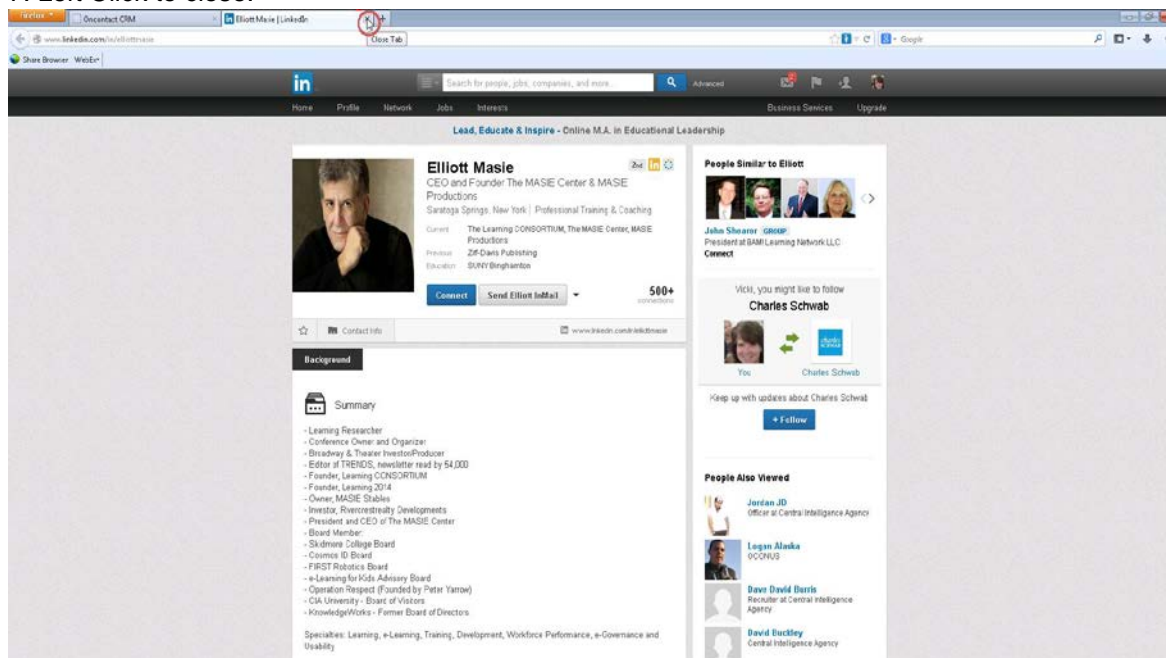 Firefox
Oncontact CRM
Elliott Masie | LinkedIn
Close Tab
www.linkedin.com/in/elliottmasie
Google
Share Browser WebEx
in
Search for people, jobs, companies, and more...
Advanced
Home Profile Network Jobs Interests
Business Services Upgrade
Lead, Educate & Inspire - Online M.A. in Educational Leadership
Elliott Masie
2nd in
CEO and Founder The MASIE Center & MASIE
Productions
Saratoga Springs, New York | Professional Training & Coaching
Current The Learning CONSORTIUM, The MASIE Center, MASIE
Productions
Previous Ziff-Davis Publishing
Education SUNY Binghamton
Connect
Send Elliott InMail
500+
connections
Contact Info
Background
Summary
- Learning Researcher
- Conference Owner and Organizer
- Broadway & Theater Investor/Producer
- Editor of TRENDS, newsletter read by 54,000
- Founder, Learning CONSORTIUM
- Founder, Learning 2014
- Owner, MASIE Stables
- Investor, Rivercrestrealty Developments
- President and CEO of The MASIE Center
- Board Member:
- Skidmore College Board
- Cosmos ID Board
- FIRST Robotics Board
- e-Learning for Kids Advisory Board
- Operation Respect (Founded by Peter Yarrow)
- CIA University - Board of Visitors
- KnowledgeWorks - Former Board of Directors
Specialties: Learning, e-Learning, Training, Development, Workforce Performance, e-Governance and
Usability
People Similar to Elliott
John Shearer GROUP
President at BAMI Learning Network LLC
Connect
Vicki, you might like to follow
Charles Schwab
charles
schwab
You
Charles Schwab
Keep up with updates about Charles Schwab
+ Follow
People Also Viewed
Jordan JD
Officer at Central Intelligence Agency
Logan Alaska
OCONUS
Dave David Burris
Recruiter at Central Intelligence
Agency
David Buckley
Central Intelligence Agency